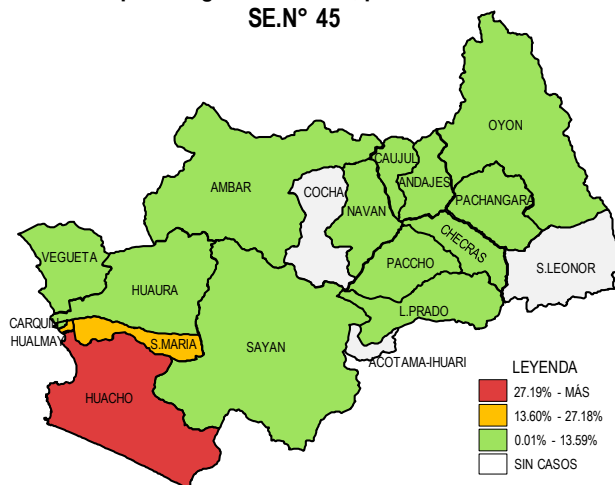 SE.N° 45
OYON
CAUJUL
ANDAJES
AMBAR
COCHA
NAVAN
PACHANGARA
CHECRAS
VEGUETA
PACCHO
S.LEONOR
HUAURA
L.PRADO
CARQUIN
HUALMAY
S.MARIA
SAYAN
ACOTAMA-IHUARI
HUACHO
LEYENDA
27.19% - MÁS
13.60% - 27.18%
0.01% - 13.59%
SIN CASOS